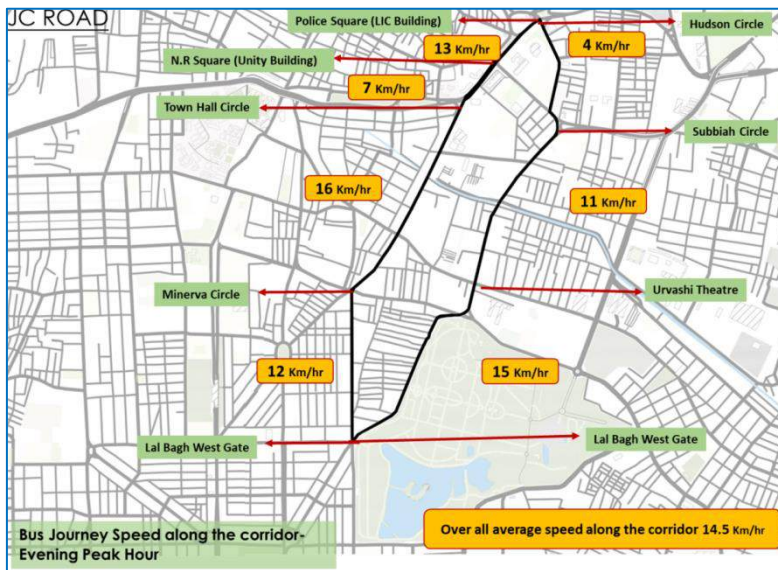 JC ROAD
Police Square (LIC Building)
Hudson Circle
13 Km/hr
4 Km/hr
N.R Square (Unity Building)
7 Km/hr
Town Hall Circle
Subbiah Circle
16 Km/hr
11 Km/hr
Minerva Circle
Urvashi Theatre
12 Km/hr
15 Km/hr
Lal Bagh West Gate
Lal Bagh West Gate
Bus Journey Speed along the corridor-
Evening Peak Hour
Over all average speed along the corridor 14.5 Km/hr